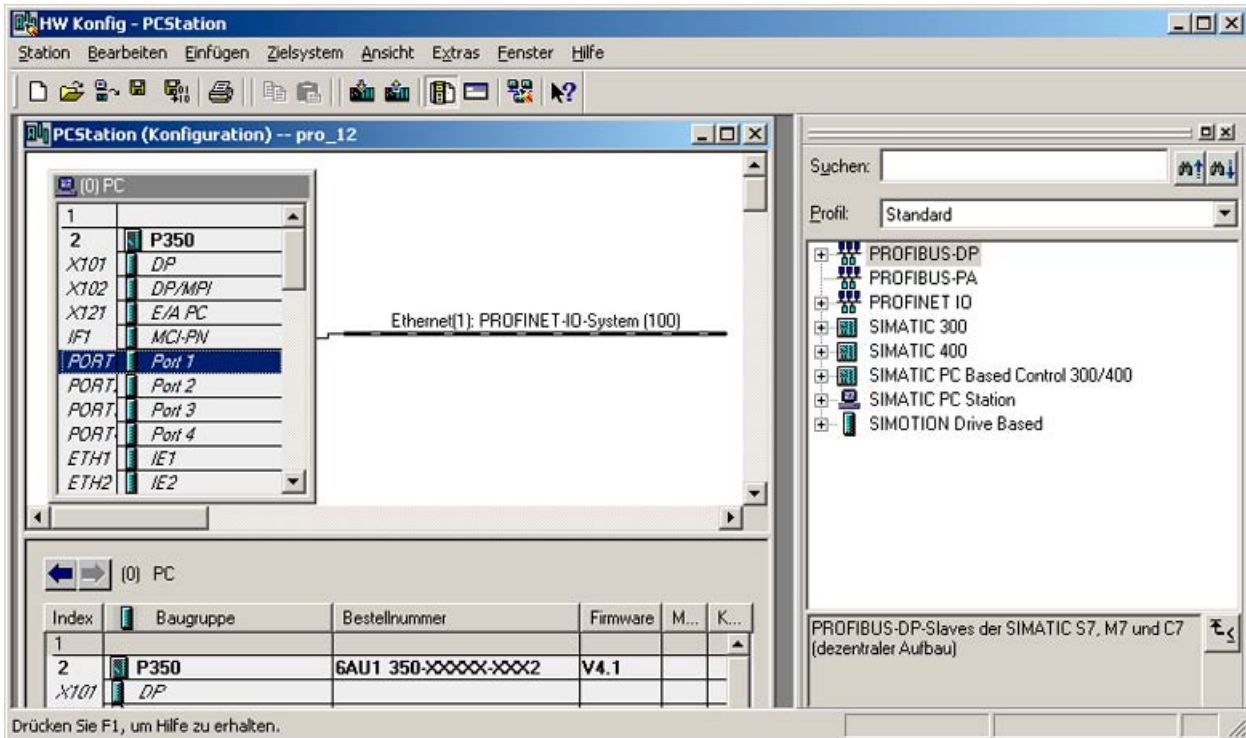 HW Konfig - PCStation
Station Bearbeiten Einfügen Zielsystem Ansicht Extras Fenster Hilfe
PCStation (Konfiguration) -- pro_12
(0) PC
1
2 P350
X101 DP
X102 DP/MPI
X121 E/A PC
IF1 MCI-PN
PORT Port 1
PORT. Port 2
PORT. Port 3
PORT. Port 4
ETH1 IE1
ETH2 IE2
Ethernet(1): PROFINET-IO-System (100)
(0) PC
Index Baugruppe Bestellnummer Firmware M... K...
1
2 P350 6AU1 350-XXXXX-XXX2 V4.1
X101 DP
Suchen:
Profil: Standard
PROFIBUS-DP
PROFIBUS-PA
PROFINET IO
SIMATIC 300
SIMATIC 400
SIMATIC PC Based Control 300/400
SIMATIC PC Station
SIMOTION Drive Based
PROFIBUS-DP-Slaves der SIMATIC S7, M7 und C7
(dezentraler Aufbau)
Drücken Sie F1, um Hilfe zu erhalten.